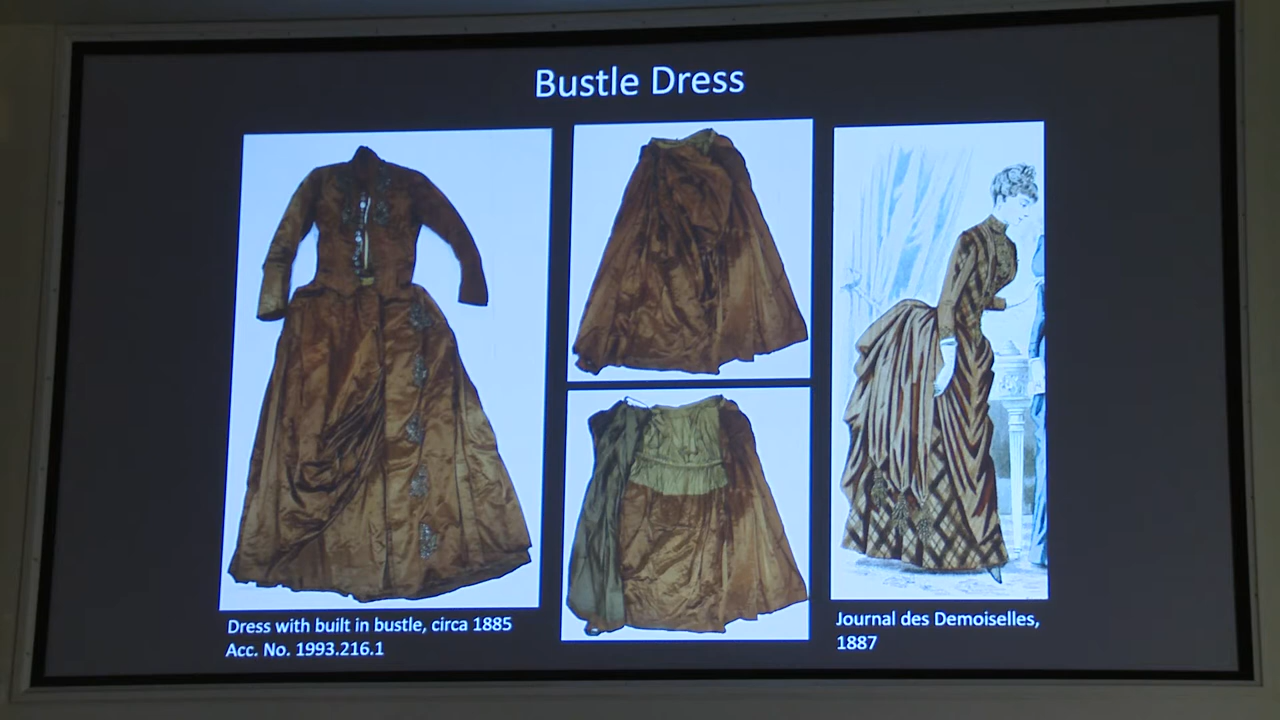 Bustle Dress
Dress with built in bustle, circa 1885
Acc. No. 1993.216.1
Journal des Demoiselles,
1887